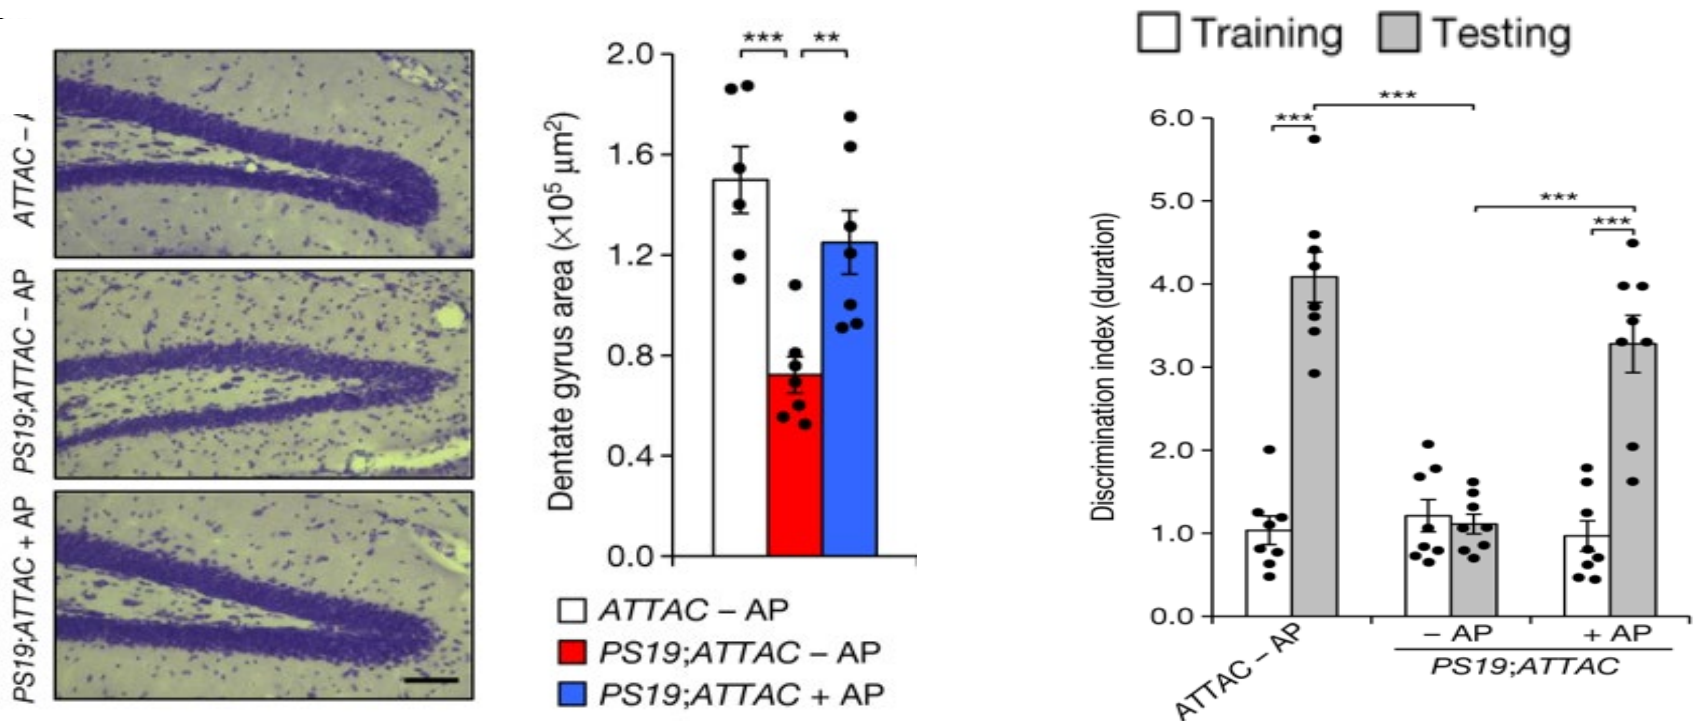 ATTAC –
PS19;ATTAC – AP
PS19;ATTAC + AP
Dentate gyrus area (×10⁵ μm²)
2.0
1.6
1.2
0.8
0.4
0.0
***
**
ATTAC – AP
PS19;ATTAC – AP
PS19;ATTAC + AP
Training
Testing
Discrimination index (duration)
6.0
5.0
4.0
3.0
2.0
1.0
0.0
***
***
***
***
ATTAC – AP
– AP
+ AP
PS19;ATTAC